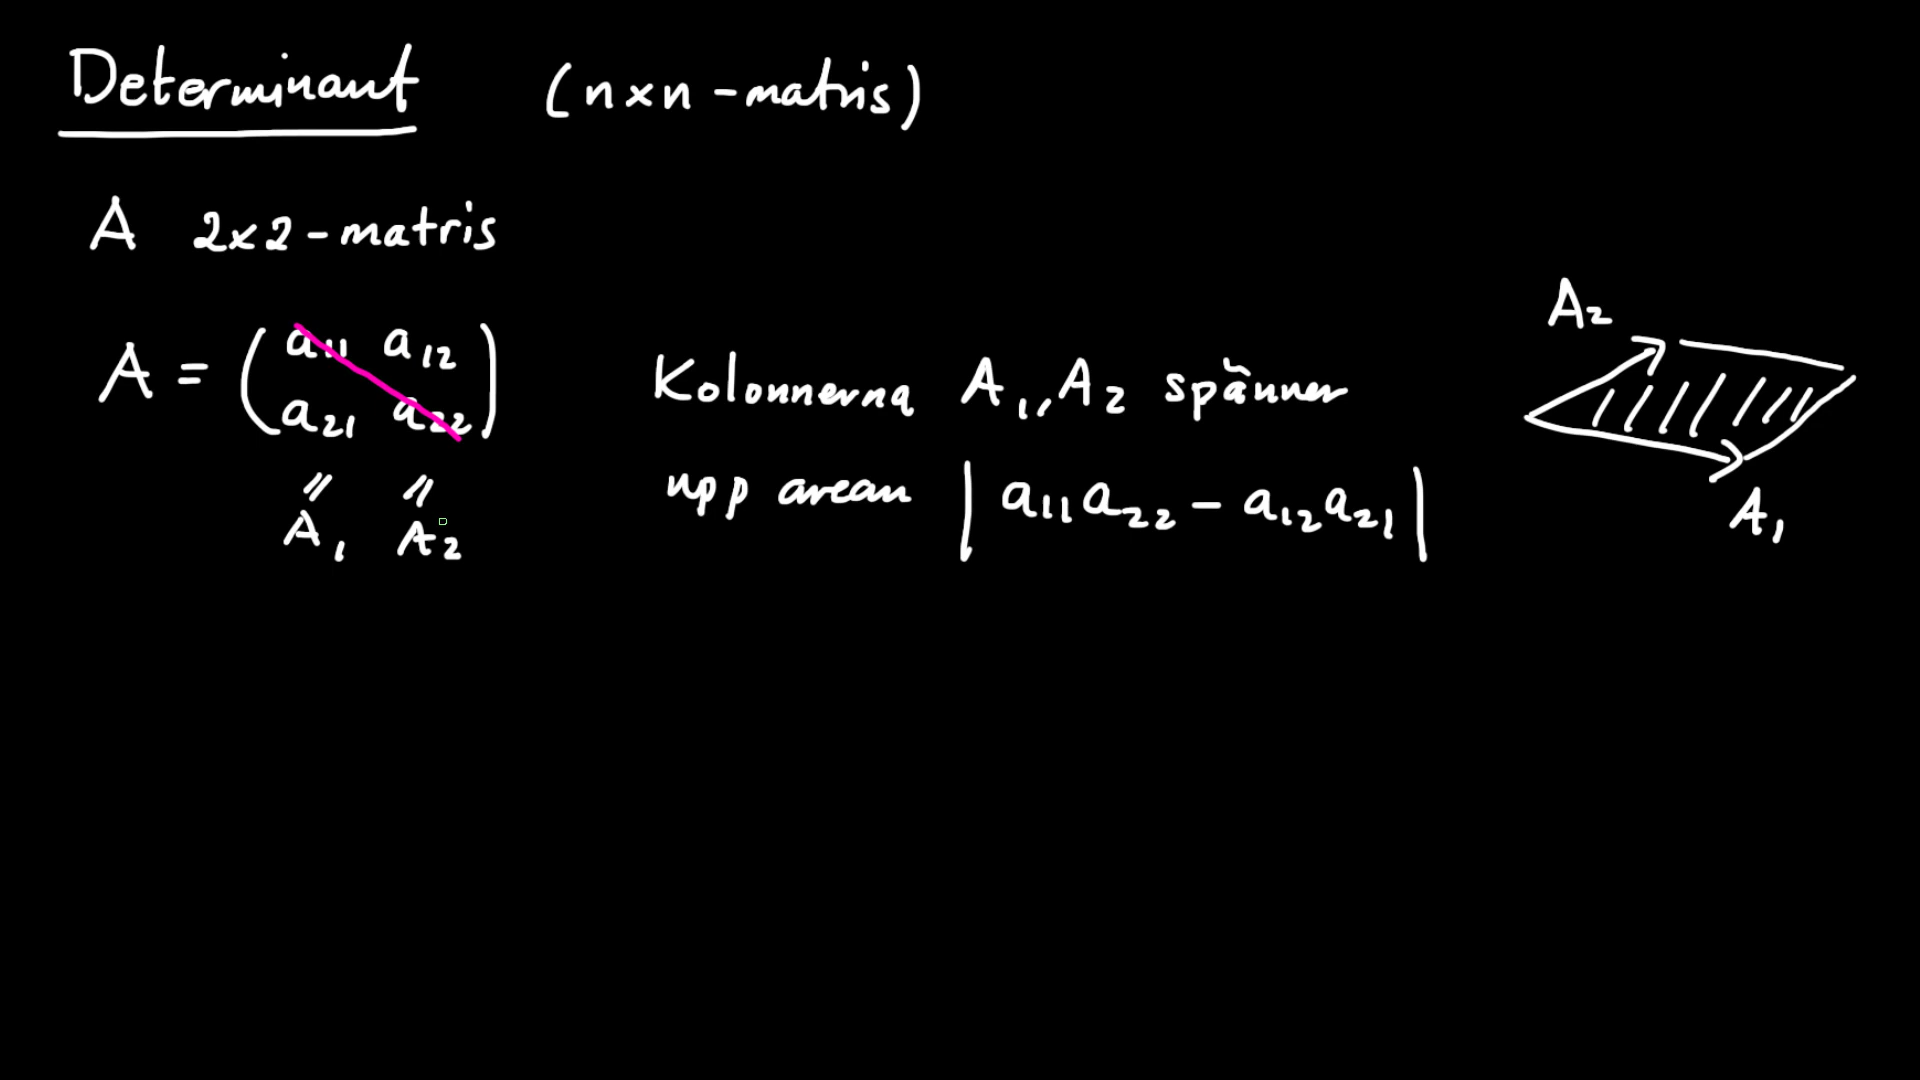 Determinant (n×n-matris)
A 2×2-matris
A = (a₁₁ a₁₂
a₂₁ a₂₂)
" "
A₁ A₂
Kolonnerna A₁, A₂ spänner
upp arean | a₁₁a₂₂ - a₁₂a₂₁ |
A₂
A₁